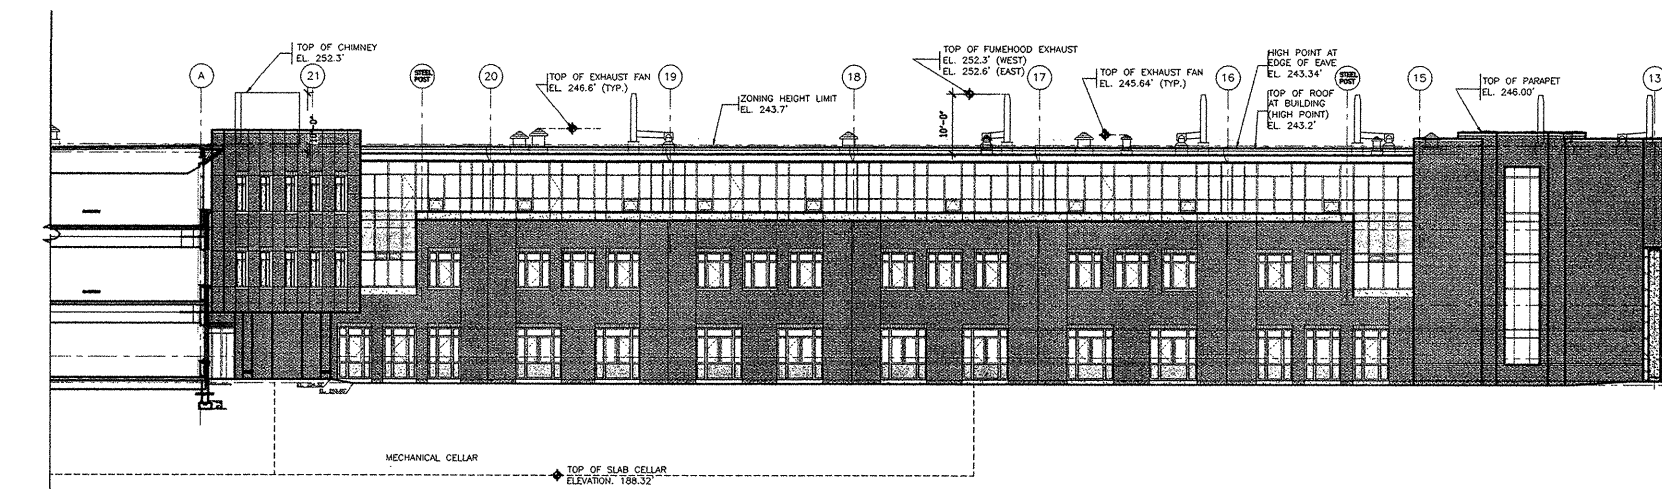 TOP OF CHIMNEY
EL. 252.3'
A
21
STEEL
POST
20
TOP OF EXHAUST FAN
EL. 246.6' (TYP.)
19
ZONING HEIGHT LIMIT
EL. 243.7'
18
TOP OF FUMEHOOD EXHAUST
EL. 252.3' (WEST)
EL. 252.6' (EAST)
10'-0"
17
TOP OF EXHAUST FAN
EL. 245.64' (TYP.)
16
HIGH POINT AT
EDGE OF EAVE
EL. 243.34'
TOP OF ROOF
AT BUILDING
(HIGH POINT)
EL. 243.2'
STEEL
POST
15
TOP OF PARAPET
EL. 246.00'
13
MECHANICAL CELLAR
TOP OF SLAB CELLAR
ELEVATION. 188.32'